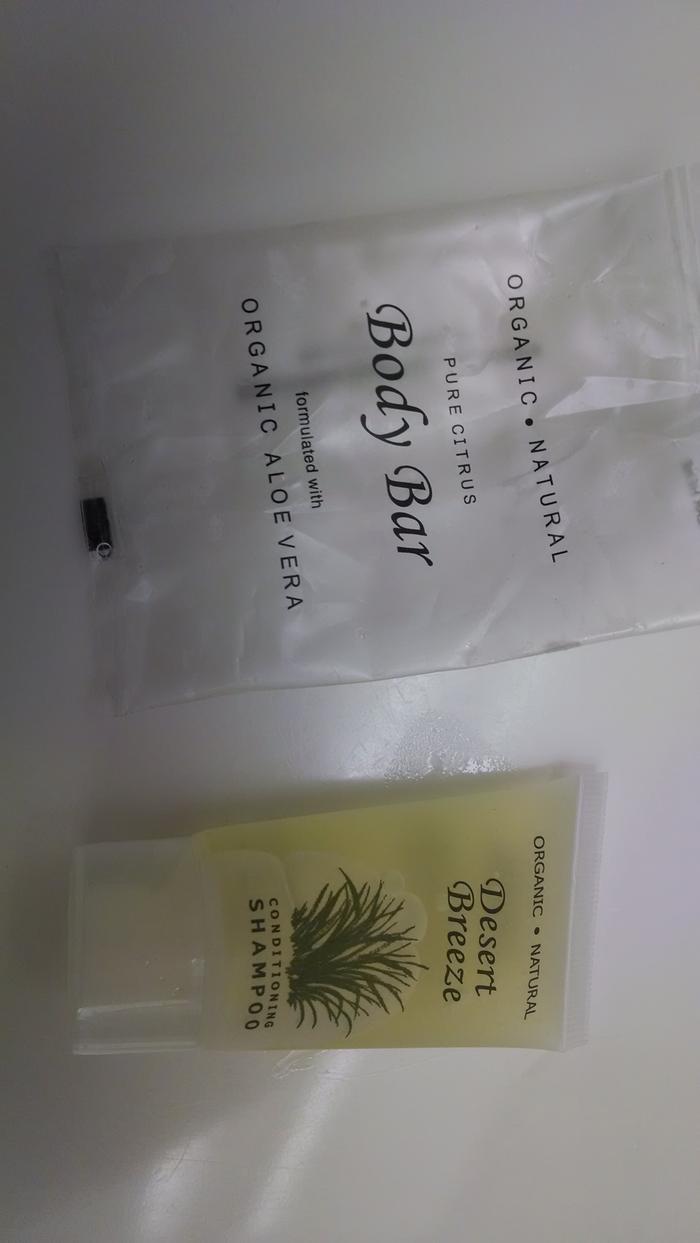 ORGANIC • NATURAL
PURE CITRUS
Body Bar
formulated with
ORGANIC ALOE VERA
ORGANIC • NATURAL
Desert
Breeze
CONDITIONING
SHAMPOO